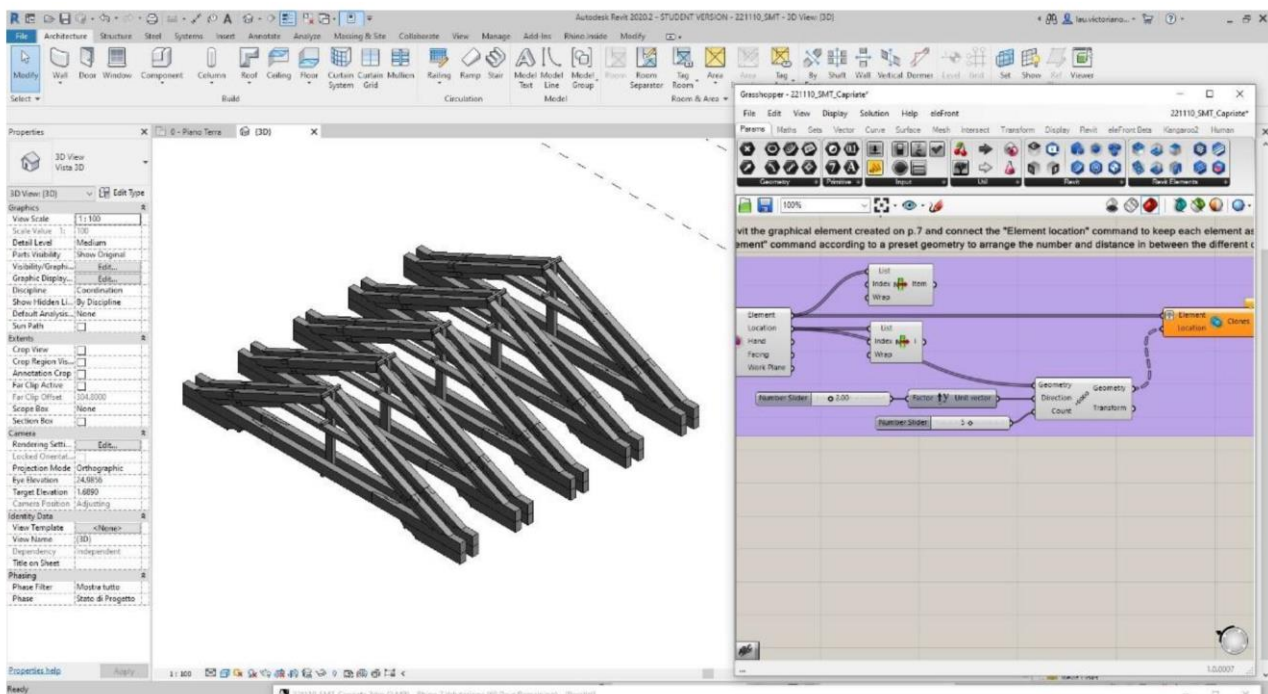 Autodesk Revit 2020.2 - STUDENT VERSION - 221110_SMT - 3D View: {3D}
leu.victoriano...
File Architecture Structure Steel Systems Insert Annotate Analyze Massing & Site Collaborate View Manage Add-Ins Rhino.Inside Modify
Modify Wall Door Window Component Column Roof Ceiling Floor Curtain System Curtain Grid Mullion Railing Ramp Stair Model Text Model Line Model Group Room Room Separator Tag Room Area Tag By Shaft Wall Vertical Dormer Level Grid Set Show Ref Viewer
Select Build Circulation Model Room & Area
Properties
0 - Piano Terra
{3D}
3D View
Vista 3D
3D View: {3D} Edit Type
Graphics
View Scale 1 : 100
Scale Value 1: 100
Detail Level Medium
Parts Visibility Show Original
Visibility/Graphi... Edit...
Graphic Display... Edit...
Discipline Coordination
Show Hidden Li... By Discipline
Default Analysis... None
Sun Path
Extents
Crop View
Crop Region Vis...
Annotation Crop
Far Clip Active
Far Clip Offset 304.8000
Scope Box None
Section Box
Camera
Rendering Setti... Edit...
Locked Orientat...
Projection Mode Orthographic
Eye Elevation 24.9856
Target Elevation 1.6890
Camera Position Adjusting
Identity Data
View Template <None>
View Name {3D}
Dependency Independent
Title on Sheet
Phasing
Phase Filter Mostra tutto
Phase Stato di Progetto
Properties help Apply
1 : 100
Ready
Grasshopper - 221110_SMT_Capriate*
File Edit View Display Solution Help eleFront 221110_SMT_Capriate*
Params Maths Sets Vector Curve Surface Mesh Intersect Transform Display Revit eleFront Beta Kangaroo2 Human
Geometry Primitive Input Util Revit Revit Elements
100%
vit the graphical element created on p.7 and connect the "Element location" command to keep each element as
ement" command according to a preset geometry to arrange the number and distance in between the different
List
Index Item
Wrap
Element
Location
Hand
Facing
Work Plane
List
Index i
Wrap
Element
Location
Clones
Number Slider 2.00
Factor Unit vector
Number Slider
Geometry
Direction
Count
Geometry
Transform
1.0.0007